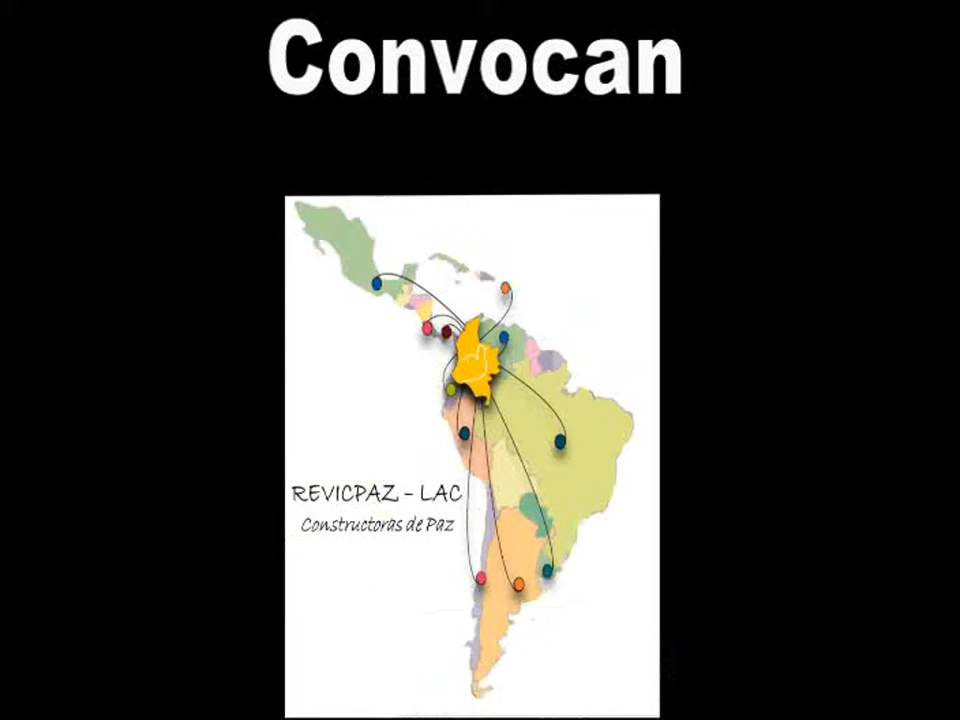 Convocan
REVICPAZ – LAC
Constructoras de Paz